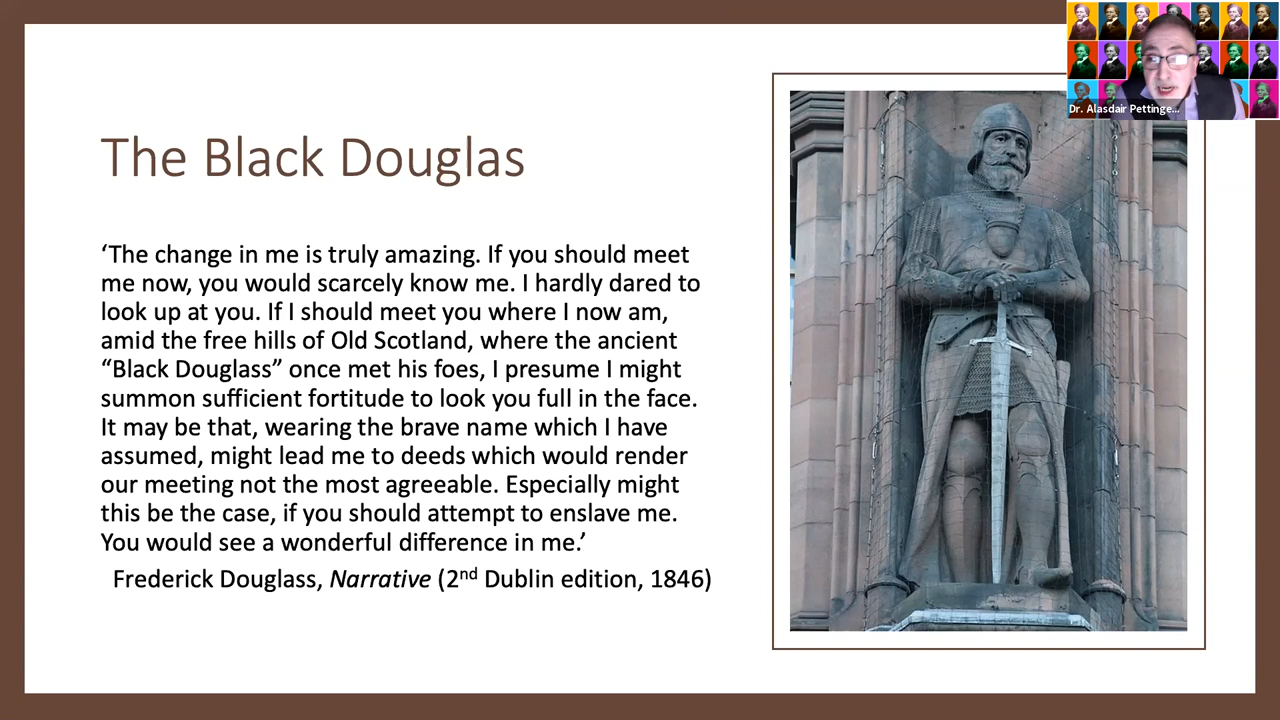 The Black Douglas
‘The change in me is truly amazing. If you should meet
me now, you would scarcely know me. I hardly dared to
look up at you. If I should meet you where I now am,
amid the free hills of Old Scotland, where the ancient
“Black Douglass” once met his foes, I presume I might
summon sufficient fortitude to look you full in the face.
It may be that, wearing the brave name which I have
assumed, might lead me to deeds which would render
our meeting not the most agreeable. Especially might
this be the case, if you should attempt to enslave me.
You would see a wonderful difference in me.’
Frederick Douglass, Narrative (2nd Dublin edition, 1846)
Dr. Alasdair Pettinge...